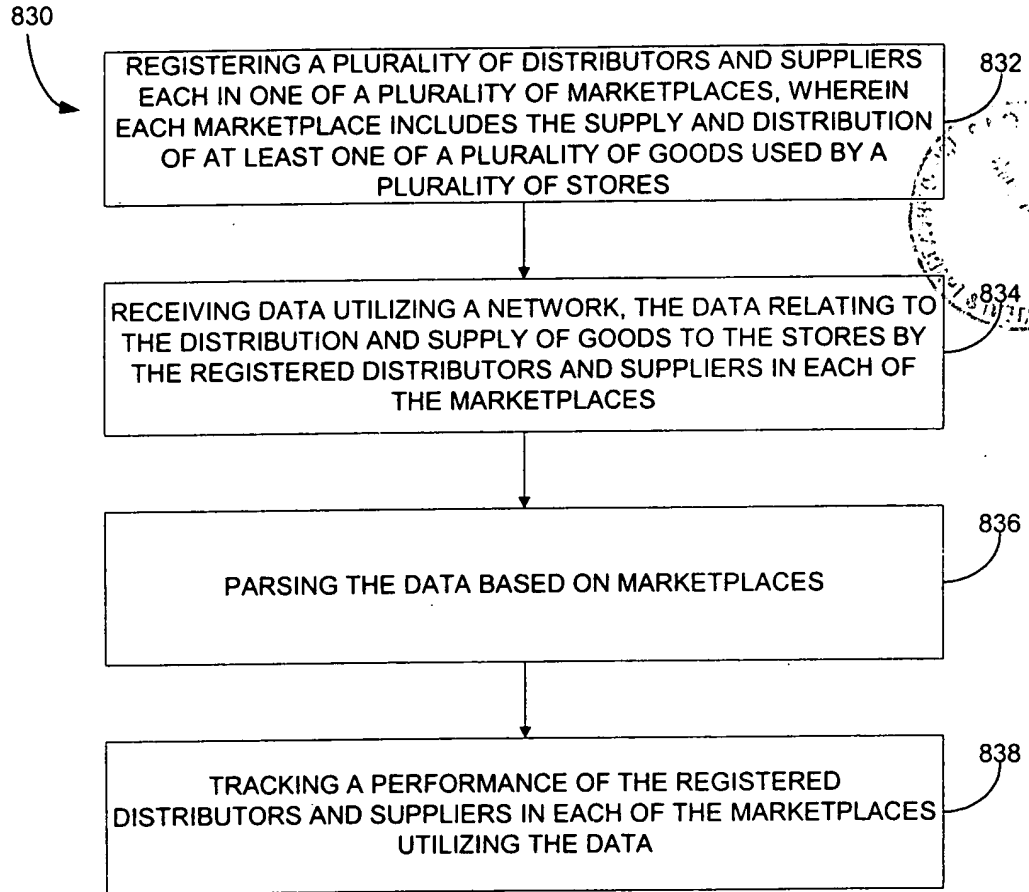 830
REGISTERING A PLURALITY OF DISTRIBUTORS AND SUPPLIERS
EACH IN ONE OF A PLURALITY OF MARKETPLACES, WHEREIN
EACH MARKETPLACE INCLUDES THE SUPPLY AND DISTRIBUTION
OF AT LEAST ONE OF A PLURALITY OF GOODS USED BY A
PLURALITY OF STORES
832
RECEIVING DATA UTILIZING A NETWORK, THE DATA RELATING TO
THE DISTRIBUTION AND SUPPLY OF GOODS TO THE STORES BY
THE REGISTERED DISTRIBUTORS AND SUPPLIERS IN EACH OF
THE MARKETPLACES
834
PARSING THE DATA BASED ON MARKETPLACES
836
TRACKING A PERFORMANCE OF THE REGISTERED
DISTRIBUTORS AND SUPPLIERS IN EACH OF THE MARKETPLACES
UTILIZING THE DATA
838